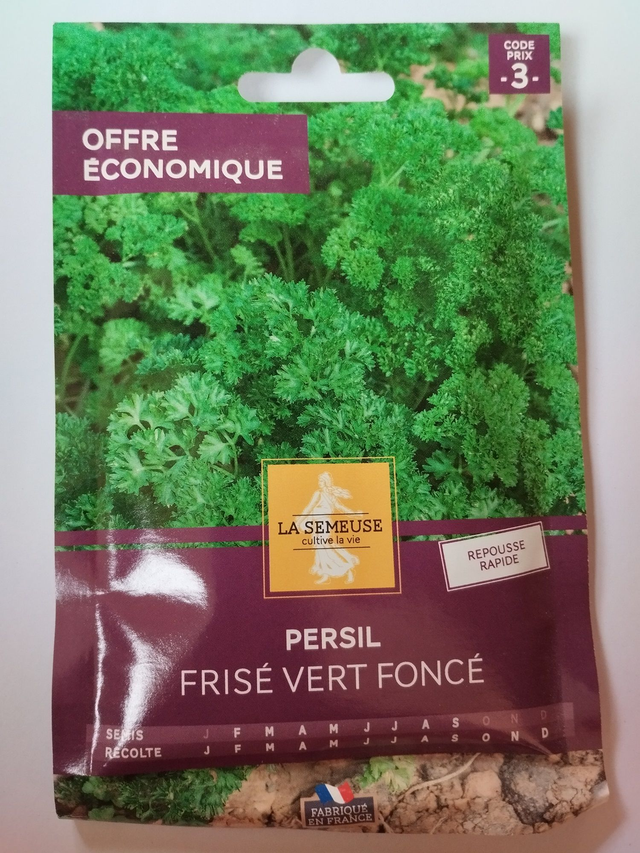 CODE
PRIX
-3-
OFFRE
ÉCONOMIQUE
LA SEMEUSE
cultive la vie
REPOUSSE
RAPIDE
PERSIL
FRISÉ VERT FONCÉ
SEMIS J F M A M J J A S O N D
RÉCOLTE J F M A M J J A S O N D
FABRIQUÉ
EN FRANCE